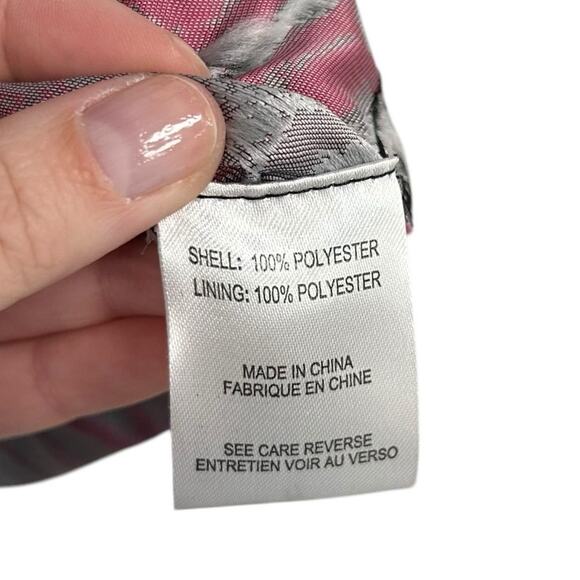 SHELL: 100% POLYESTER
LINING: 100% POLYESTER
MADE IN CHINA
FABRIQUE EN CHINE
SEE CARE REVERSE
ENTRETIEN VOIR AU VERSO